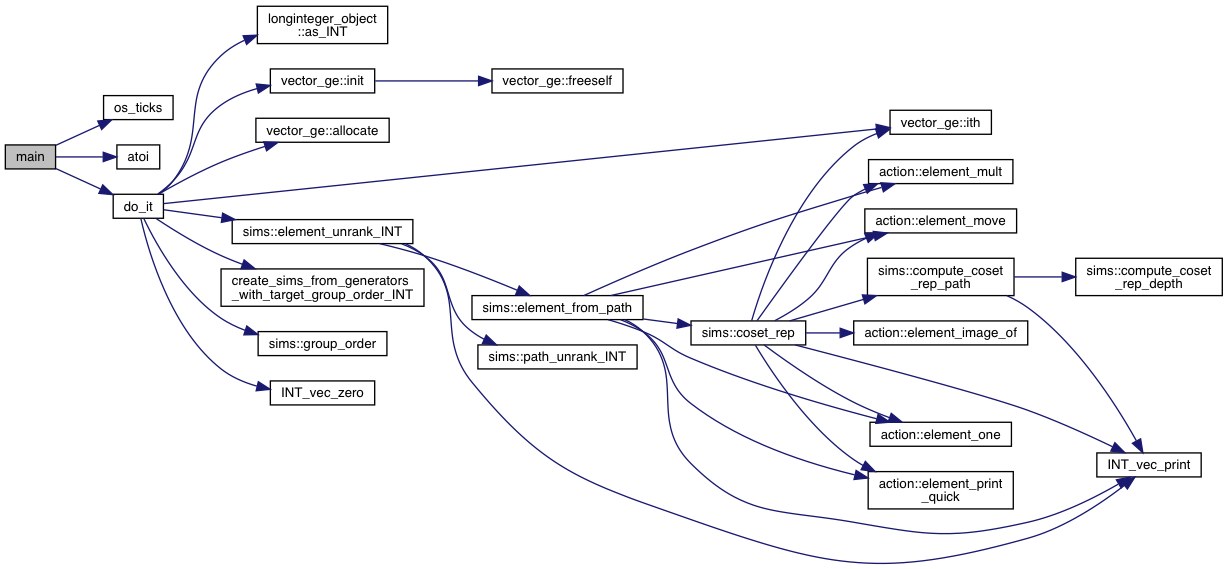 main
os_ticks
atoi
do_it
longinteger_object
::as_INT
vector_ge::init
vector_ge::allocate
sims::element_unrank_INT
create_sims_from_generators
_with_target_group_order_INT
sims::group_order
INT_vec_zero
vector_ge::freeself
sims::element_from_path
sims::path_unrank_INT
sims::coset_rep
vector_ge::ith
action::element_mult
action::element_move
sims::compute_coset
_rep_path
action::element_image_of
action::element_one
action::element_print
_quick
sims::compute_coset
_rep_depth
INT_vec_print